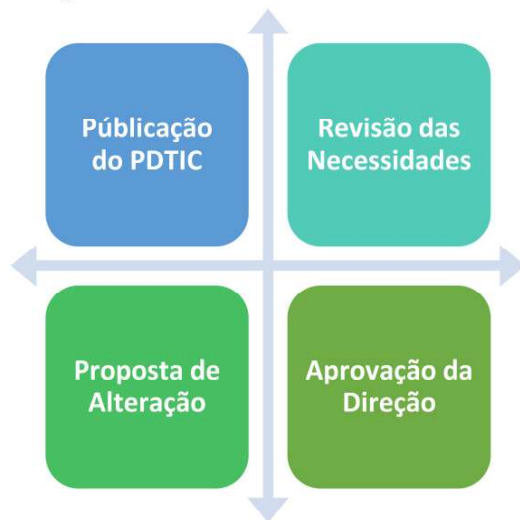 Públicação
do PDTIC
Revisão das
Necessidades
Proposta de
Alteração
Aprovação da
Direção